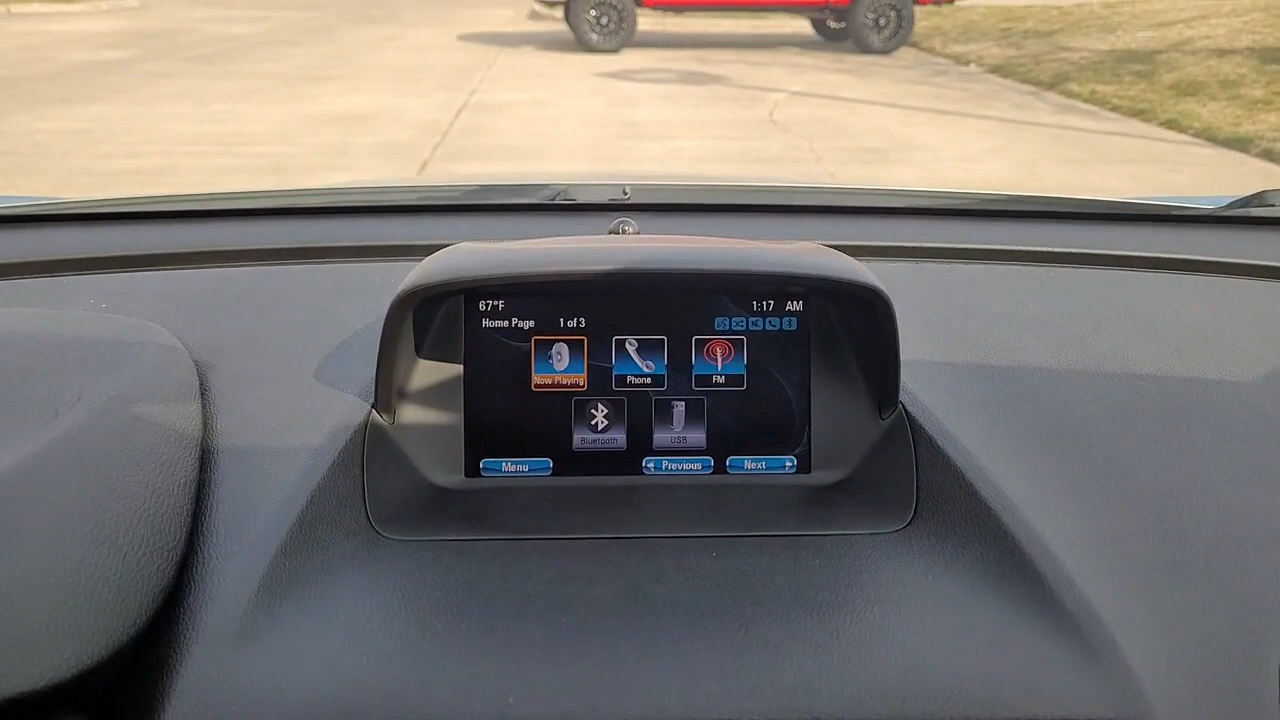 67°F 1:17 AM
Home Page 1 of 3
Now Playing Phone FM
Bluetooth USB
Menu Previous Next